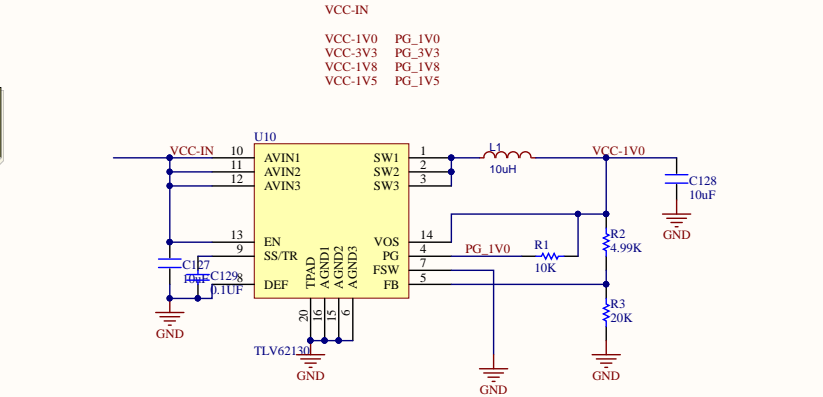 VCC-IN
VCC-1V0 PG_1V0
VCC-3V3 PG_3V3
VCC-1V8 PG_1V8
VCC-1V5 PG_1V5
U10
VCC-IN 10 AVIN1 SW1 1 L1 VCC-1V0
11 AVIN2 SW2 2 10uH
12 AVIN3 SW3 3
C128
10uF
GND
13 EN VOS 14 R2
9 SS/TR PG 4 PG_1V0 R1 4.99K
C127 FSW 7 10K
10uF C129 8 DEF FB 5
0.1UF TPAD AGND1 AGND2 AGND3
R3
20K
20 16 15 6
GND
TLV62130
GND
GND
GND